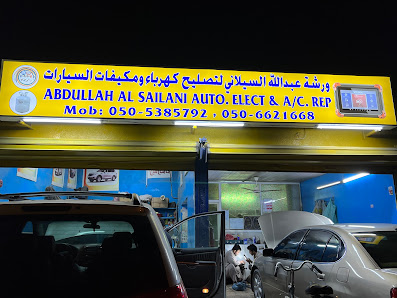 ورشة عبدالله السيلاني لتصليح كهرباء ومكيفات السيارات
ABDULLAH AL SAILANI AUTO. ELECT & A/C. REP
Mob: 050-5385792 , 050-6621668